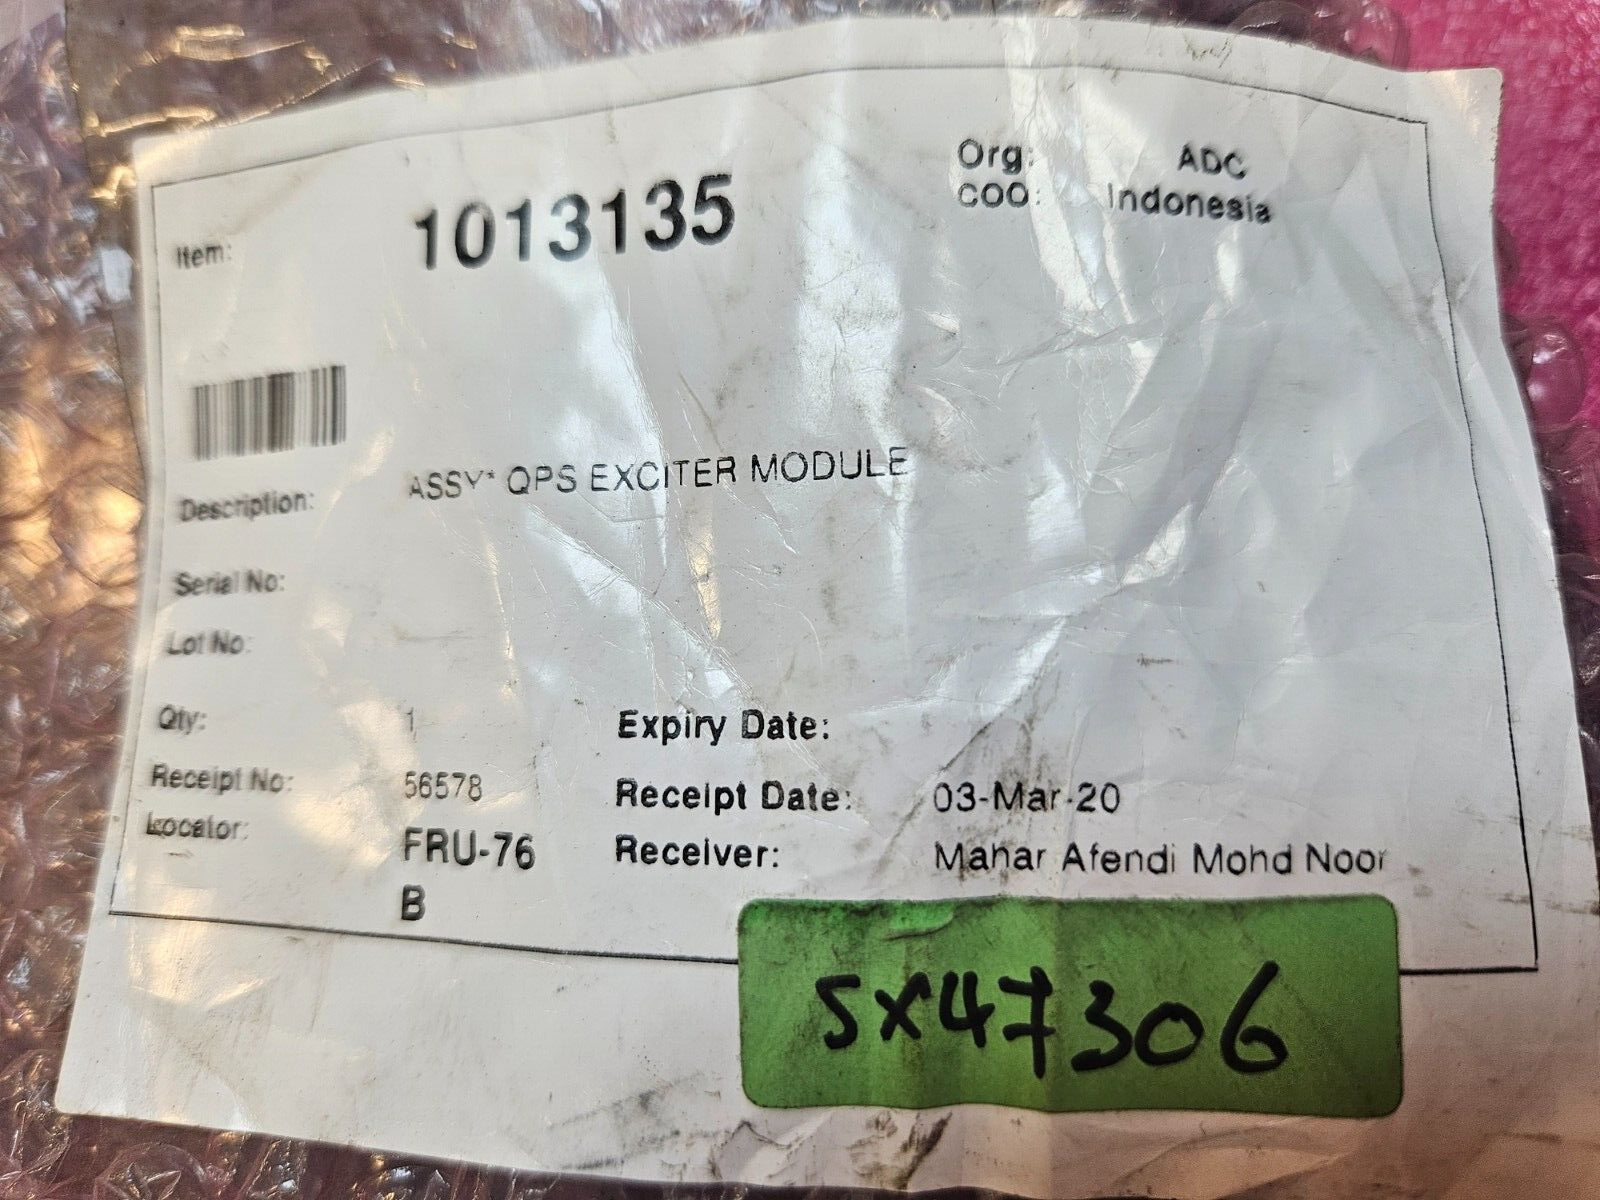 Item: 1013135 Org: ADC
COO: Indonesia
Description: ASSY* QPS EXCITER MODULE
Serial No:
Lot No:
Qty: 1 Expiry Date:
Receipt No: 56578 Receipt Date: 03-Mar-20
Locator: FRU-76 Receiver: Mahar Afendi Mohd Noor
B
SX47306